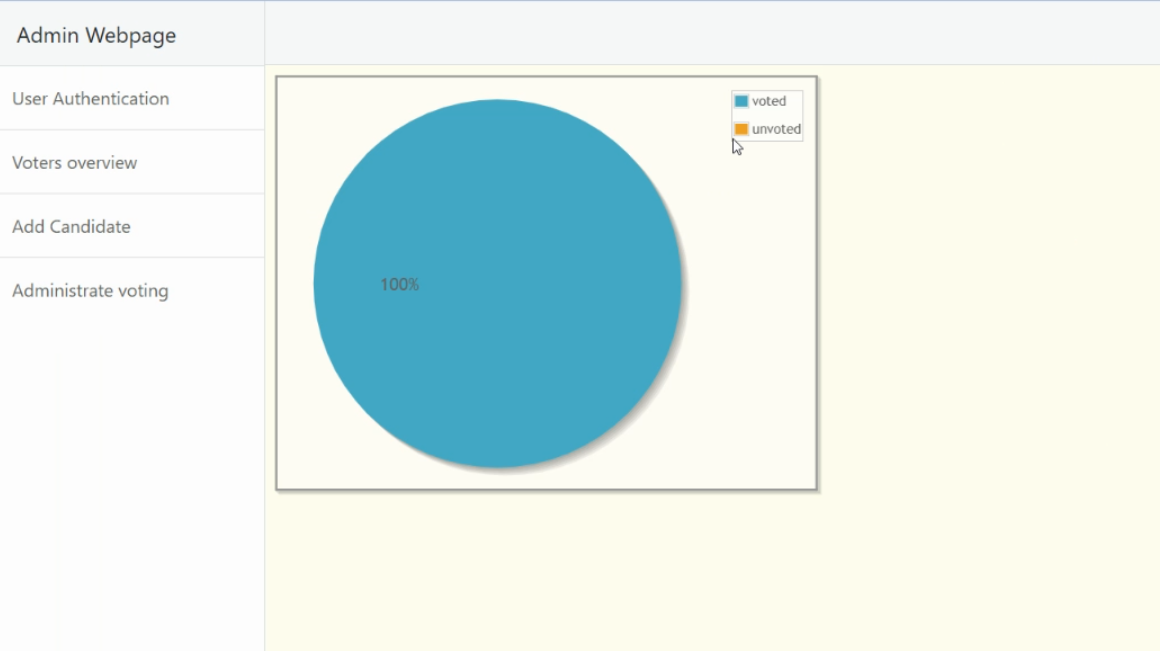 Admin Webpage
User Authentication
Voters overview
Add Candidate
Administrate voting
voted
unvoted
100%